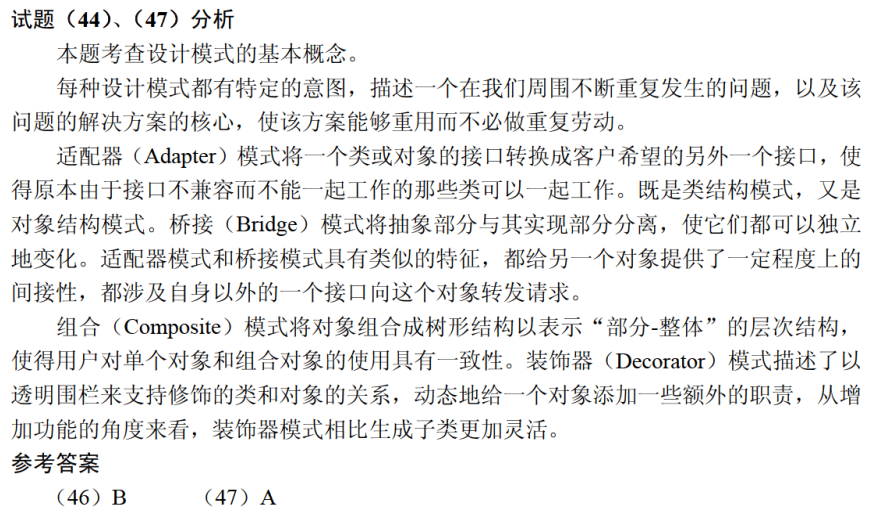 试题（44）、（47）分析
本题考查设计模式的基本概念。
每种设计模式都有特定的意图，描述一个在我们周围不断重复发生的问题，以及该
问题的解决方案的核心，使该方案能够重用而不必做重复劳动。
适配器（Adapter）模式将一个类或对象的接口转换成客户希望的另外一个接口，使
得原本由于接口不兼容而不能一起工作的那些类可以一起工作。既是类结构模式，又是
对象结构模式。桥接（Bridge）模式将抽象部分与其实现部分分离，使它们都可以独立
地变化。适配器模式和桥接模式具有类似的特征，都给另一个对象提供了一定程度上的
间接性，都涉及自身以外的一个接口向这个对象转发请求。
组合（Composite）模式将对象组合成树形结构以表示“部分-整体”的层次结构，
使得用户对单个对象和组合对象的使用具有一致性。装饰器（Decorator）模式描述了以
透明围栏来支持修饰的类和对象的关系，动态地给一个对象添加一些额外的职责，从增
加功能的角度来看，装饰器模式相比生成子类更加灵活。
参考答案
（46）B （47）A